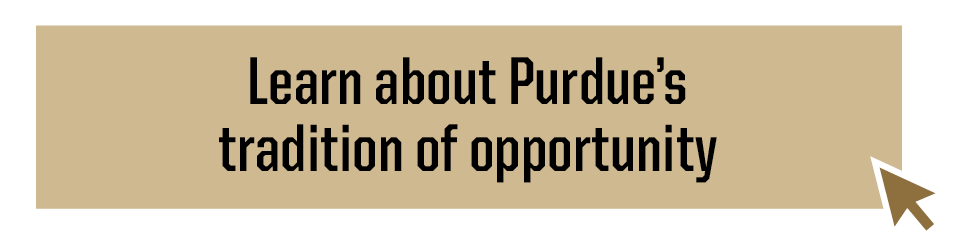 Learn about Purdue’s
tradition of opportunity